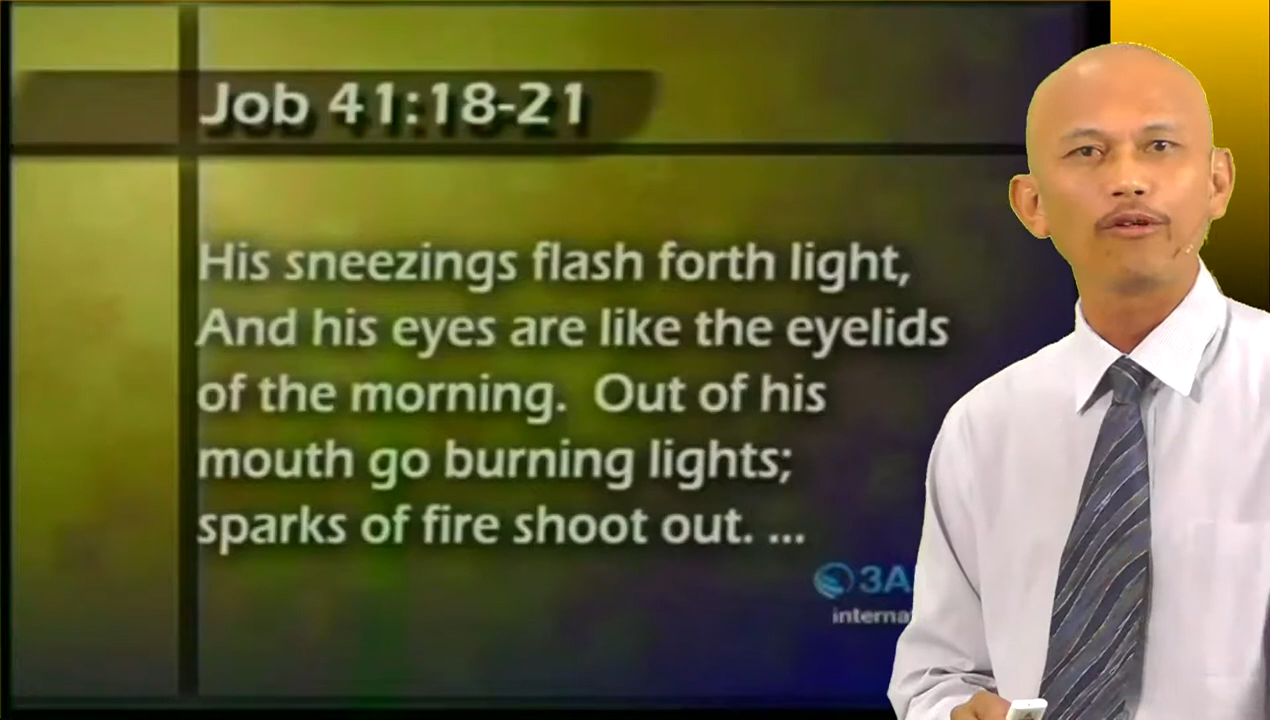 Job 41:18-21
His sneezings flash forth light,
And his eyes are like the eyelids
of the morning.  Out of his
mouth go burning lights;
sparks of fire shoot out. ...